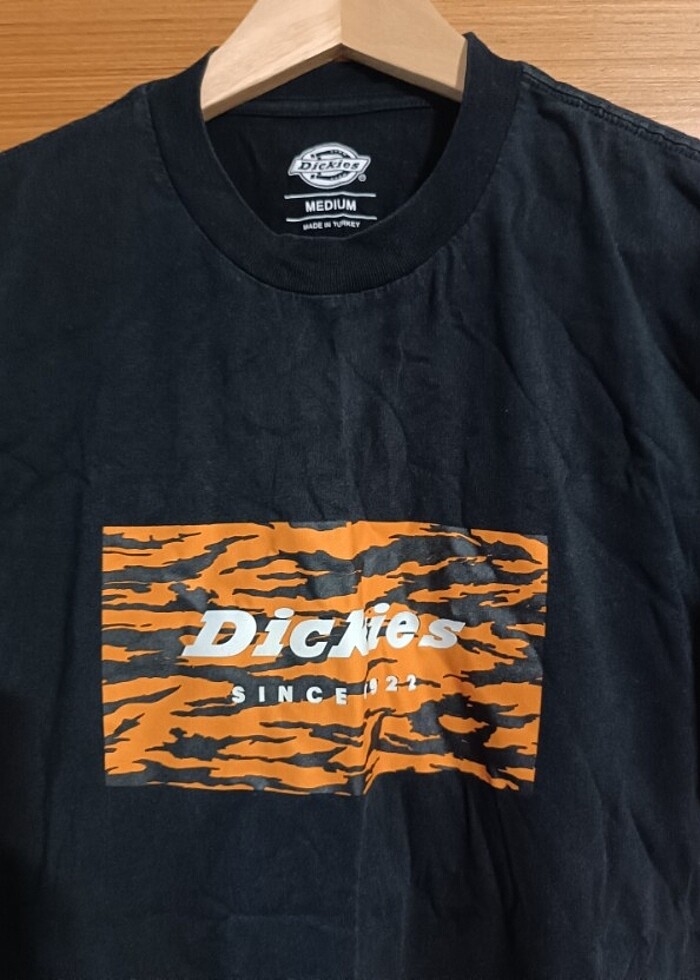 Dickies
®
MEDIUM
MADE IN TURKEY
Dickies
SINCE 1922